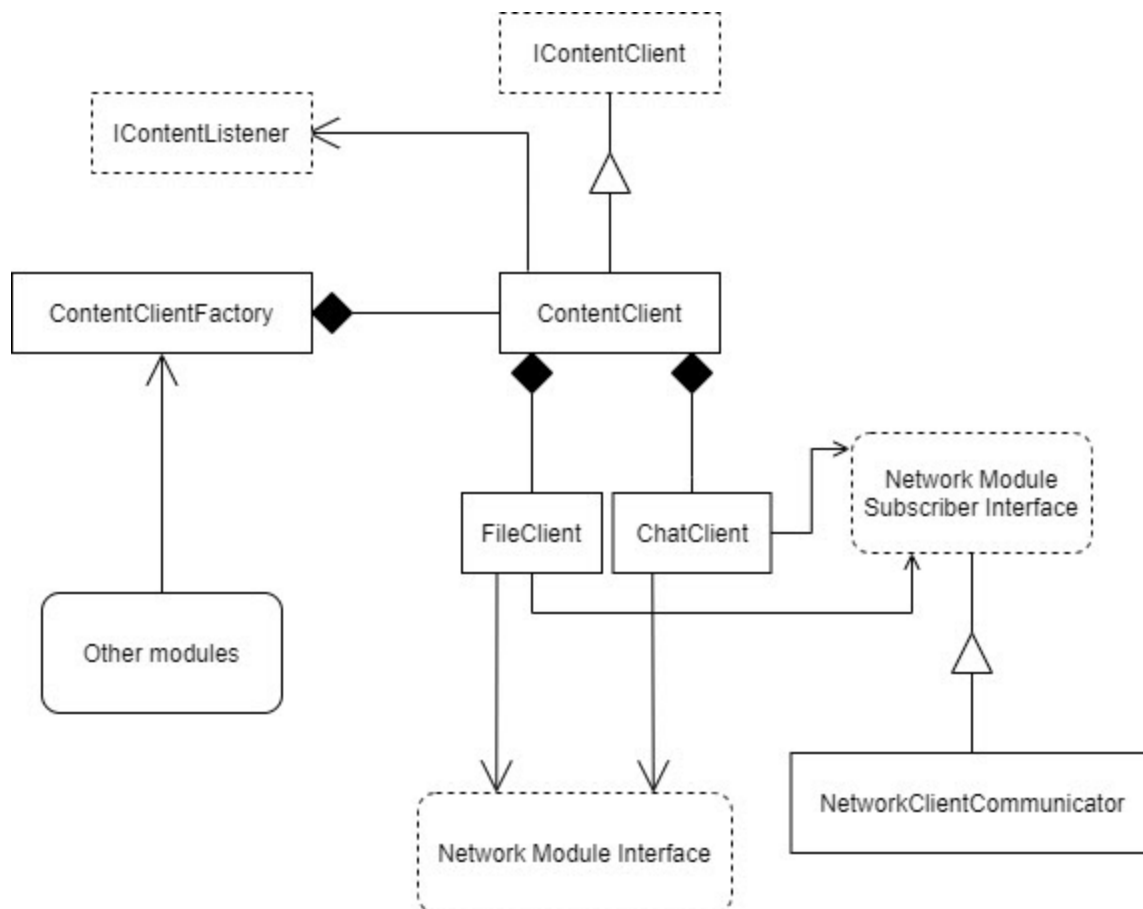 IContentClient
IContentListener
ContentClientFactory
ContentClient
Network Module
Subscriber Interface
FileClient
ChatClient
Other modules
NetworkClientCommunicator
Network Module Interface